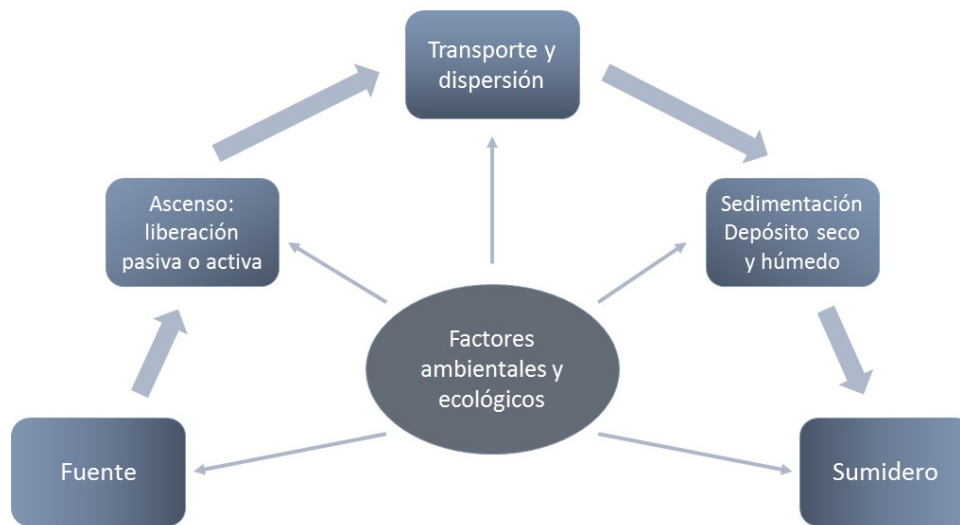 Transporte y
dispersión
Ascenso:
liberación
pasiva o activa
Sedimentación
Depósito seco
y húmedo
Factores
ambientales y
ecológicos
Fuente
Sumidero